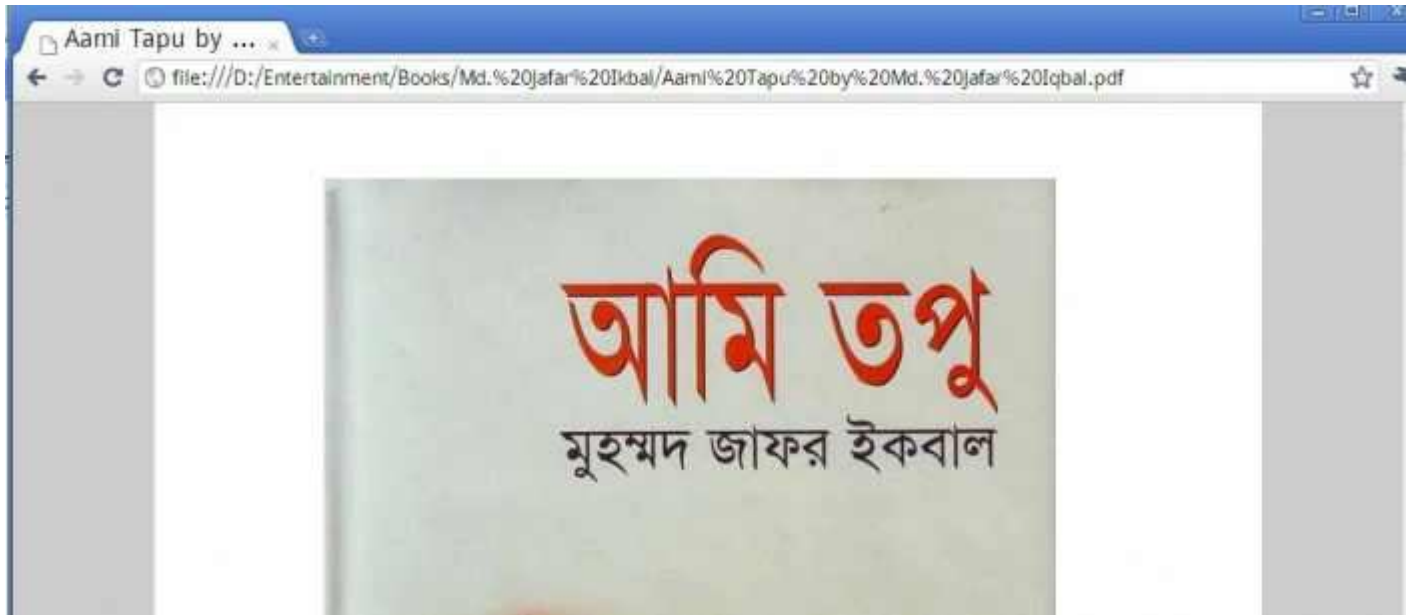 Aami Tapu by ...
file:///D:/Entertainment/Books/Md.%20Jafar%20Ikbal/Aami%20Tapu%20by%20Md.%20Jafar%20Iqbal.pdf
আমি তপু
মুহম্মদ জাফর ইকবাল